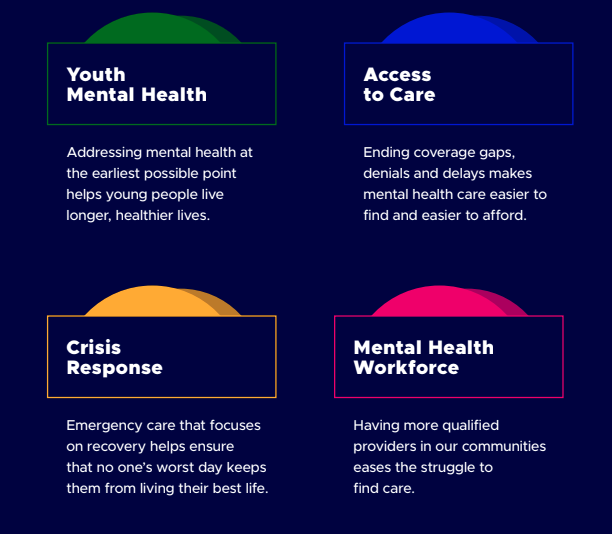 Youth
Mental Health
Addressing mental health at
the earliest possible point
helps young people live
longer, healthier lives.
Access
to Care
Ending coverage gaps,
denials and delays makes
mental health care easier to
find and easier to afford.
Crisis
Response
Emergency care that focuses
on recovery helps ensure
that no one’s worst day keeps
them from living their best life.
Mental Health
Workforce
Having more qualified
providers in our communities
eases the struggle to
find care.